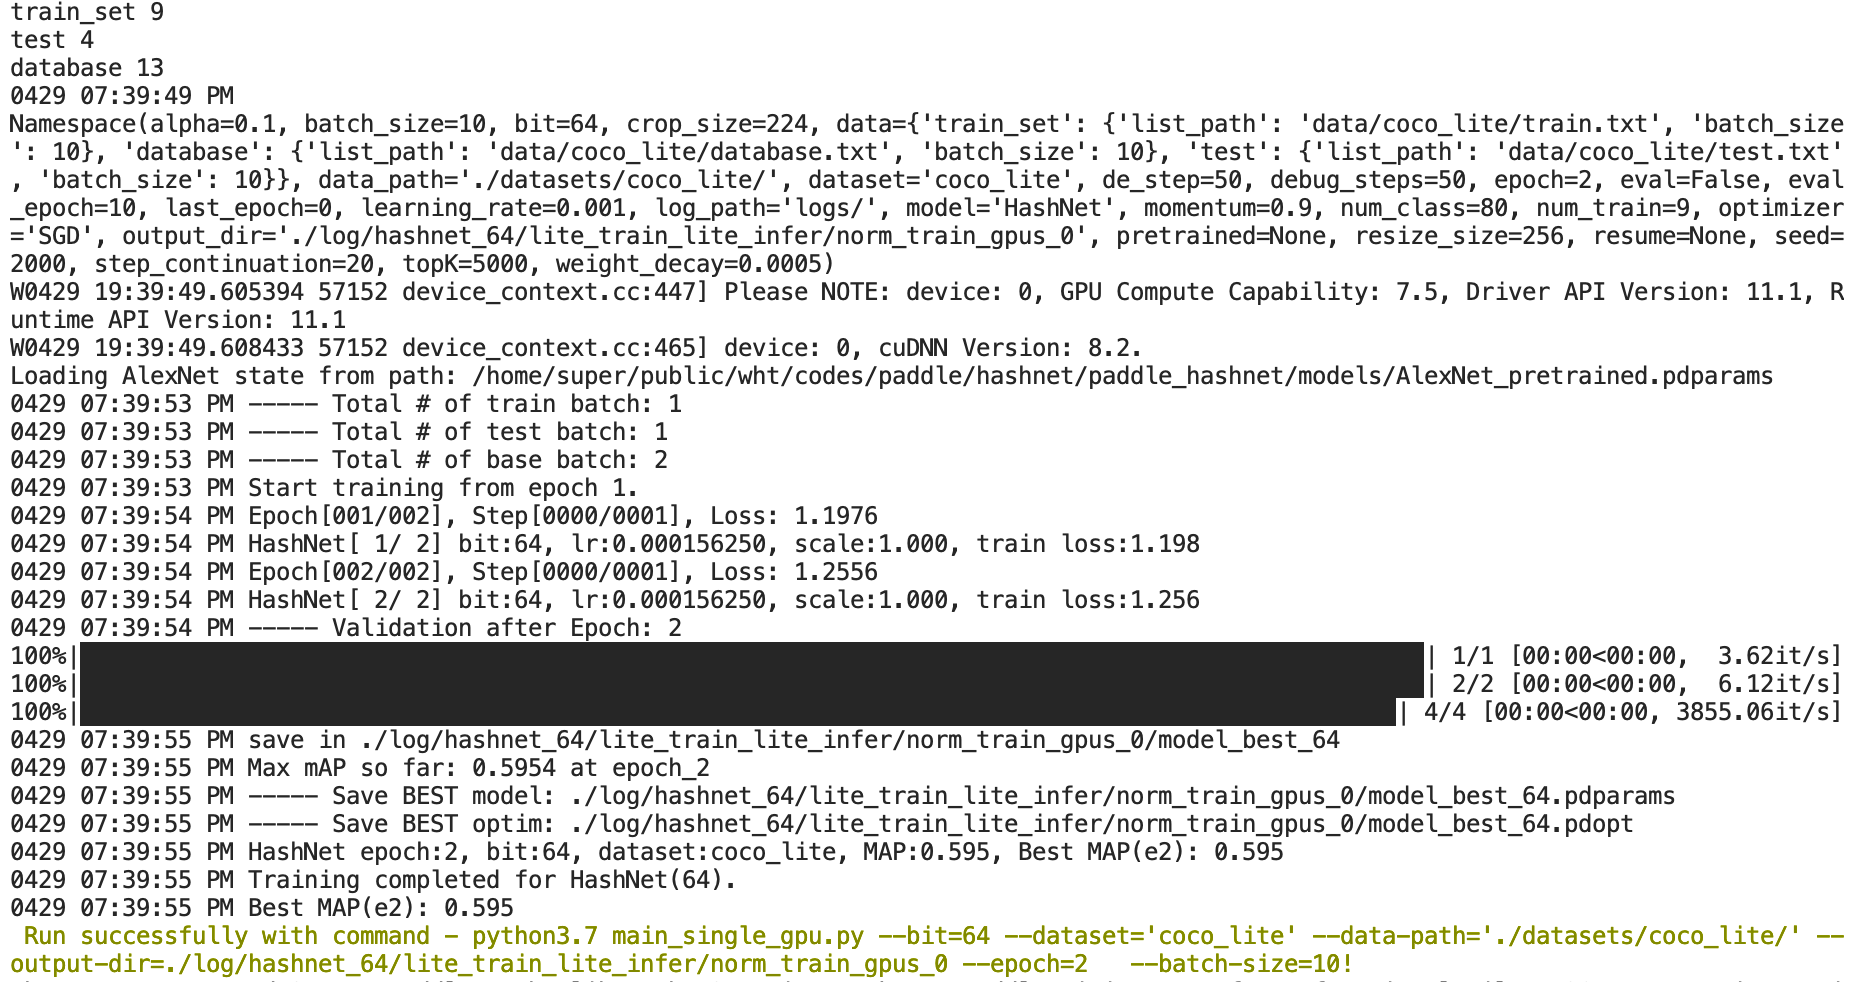 train_set 9
test 4
database 13
0429 07:39:49 PM
Namespace(alpha=0.1, batch_size=10, bit=64, crop_size=224, data={'train_set': {'list_path': 'data/coco_lite/train.txt', 'batch_size
': 10}, 'database': {'list_path': 'data/coco_lite/database.txt', 'batch_size': 10}, 'test': {'list_path': 'data/coco_lite/test.txt'
, 'batch_size': 10}}, data_path='./datasets/coco_lite/', dataset='coco_lite', de_step=50, debug_steps=50, epoch=2, eval=False, eval
_epoch=10, last_epoch=0, learning_rate=0.001, log_path='logs/', model='HashNet', momentum=0.9, num_class=80, num_train=9, optimizer
='SGD', output_dir='./log/hashnet_64/lite_train_lite_infer/norm_train_gpus_0', pretrained=None, resize_size=256, resume=None, seed=
2000, step_continuation=20, topK=5000, weight_decay=0.0005)
W0429 19:39:49.605394 57152 device_context.cc:447] Please NOTE: device: 0, GPU Compute Capability: 7.5, Driver API Version: 11.1, R
untime API Version: 11.1
W0429 19:39:49.608433 57152 device_context.cc:465] device: 0, cuDNN Version: 8.2.
Loading AlexNet state from path: /home/super/public/wht/codes/paddle/hashnet/paddle_hashnet/models/AlexNet_pretrained.pdparams
0429 07:39:53 PM ----- Total # of train batch: 1
0429 07:39:53 PM ----- Total # of test batch: 1
0429 07:39:53 PM ----- Total # of base batch: 2
0429 07:39:53 PM Start training from epoch 1.
0429 07:39:54 PM Epoch[001/002], Step[0000/0001], Loss: 1.1976
0429 07:39:54 PM HashNet[ 1/ 2] bit:64, lr:0.000156250, scale:1.000, train loss:1.198
0429 07:39:54 PM Epoch[002/002], Step[0000/0001], Loss: 1.2556
0429 07:39:54 PM HashNet[ 2/ 2] bit:64, lr:0.000156250, scale:1.000, train loss:1.256
0429 07:39:54 PM ----- Validation after Epoch: 2
100%| | 1/1 [00:00<00:00,  3.62it/s]
100%| | 2/2 [00:00<00:00,  6.12it/s]
100%| | 4/4 [00:00<00:00, 3855.06it/s]
0429 07:39:55 PM save in ./log/hashnet_64/lite_train_lite_infer/norm_train_gpus_0/model_best_64
0429 07:39:55 PM Max mAP so far: 0.5954 at epoch_2
0429 07:39:55 PM ----- Save BEST model: ./log/hashnet_64/lite_train_lite_infer/norm_train_gpus_0/model_best_64.pdparams
0429 07:39:55 PM ----- Save BEST optim: ./log/hashnet_64/lite_train_lite_infer/norm_train_gpus_0/model_best_64.pdopt
0429 07:39:55 PM HashNet epoch:2, bit:64, dataset:coco_lite, MAP:0.595, Best MAP(e2): 0.595
0429 07:39:55 PM Training completed for HashNet(64).
0429 07:39:55 PM Best MAP(e2): 0.595
 Run successfully with command - python3.7 main_single_gpu.py --bit=64 --dataset='coco_lite' --data-path='./datasets/coco_lite/' --
output-dir=./log/hashnet_64/lite_train_lite_infer/norm_train_gpus_0 --epoch=2   --batch-size=10!